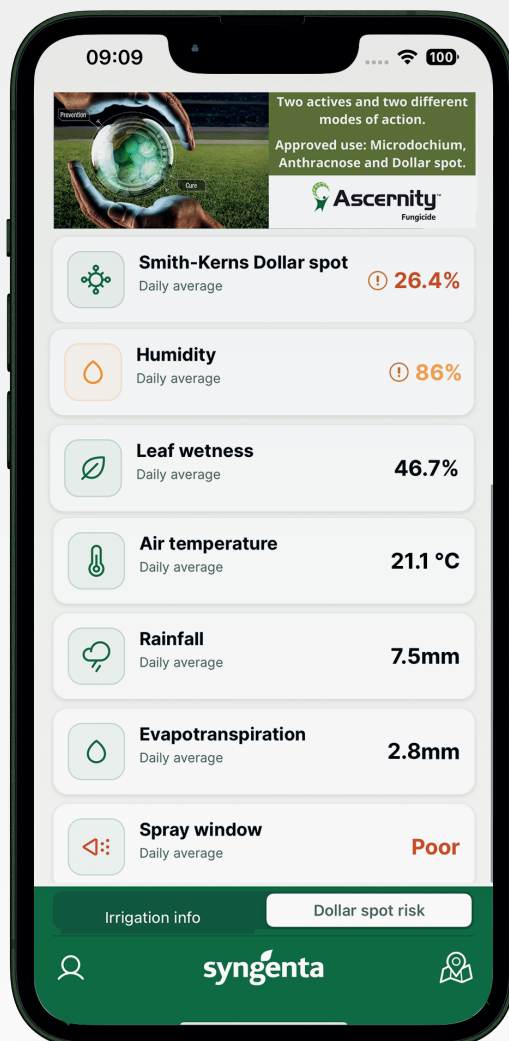 09:09
100
Prevention
Cure
Two actives and two different
modes of action.
Approved use: Microdochium,
Anthracnose and Dollar spot.
Ascernity™
Fungicide
Smith-Kerns Dollar spot
Daily average
26.4%
Humidity
Daily average
86%
Leaf wetness
Daily average
46.7%
Air temperature
Daily average
21.1 °C
Rainfall
Daily average
7.5mm
Evapotranspiration
Daily average
2.8mm
Spray window
Daily average
Poor
Irrigation info
Dollar spot risk
syngenta